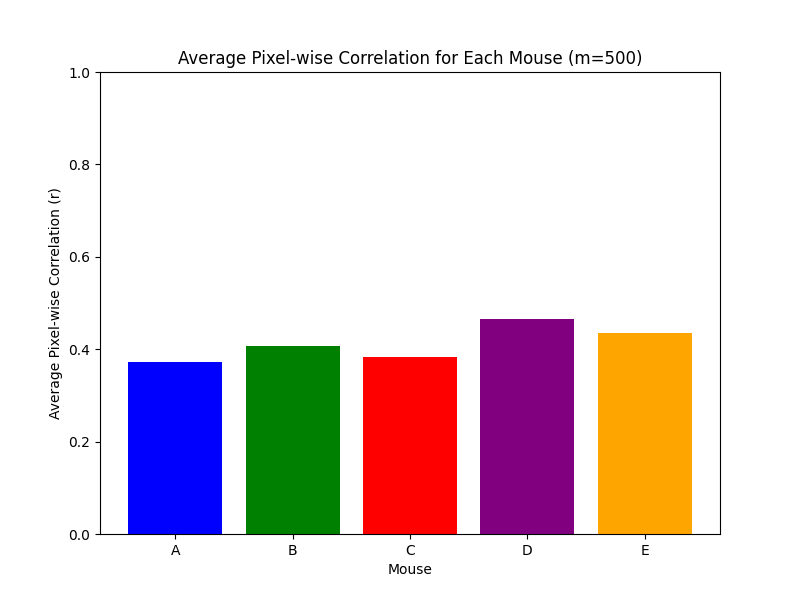 Average Pixel-wise Correlation for Each Mouse (m=500)
1.0
0.8
0.6
0.4
0.2
0.0
Average Pixel-wise Correlation (r)
A B C D E
Mouse